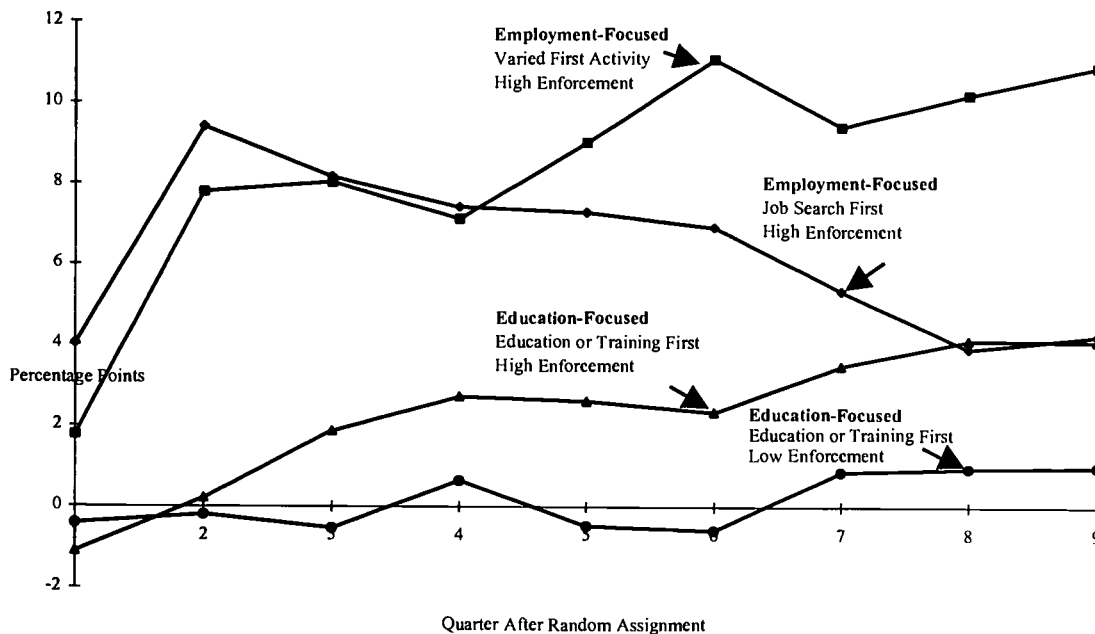 12
Employment-Focused
Varied First Activity
High Enforcement
10
8
Employment-Focused
Job Search First
High Enforcement
6
Education-Focused
Education or Training First
High Enforcement
4
Percentage Points
2
Education-Focused
Education or Training First
Low Enforcement
0
2
3
4
5
6
7
8
9
-2
Quarter After Random Assignment